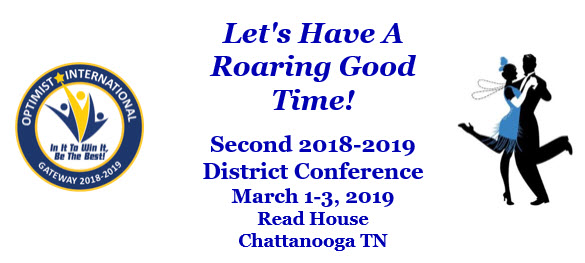 OPTIMIST INTERNATIONAL
In It To Win It,
Be The Best!
GATEWAY 2018-2019
Let's Have A
Roaring Good
Time!
Second 2018-2019
District Conference
March 1-3, 2019
Read House
Chattanooga TN